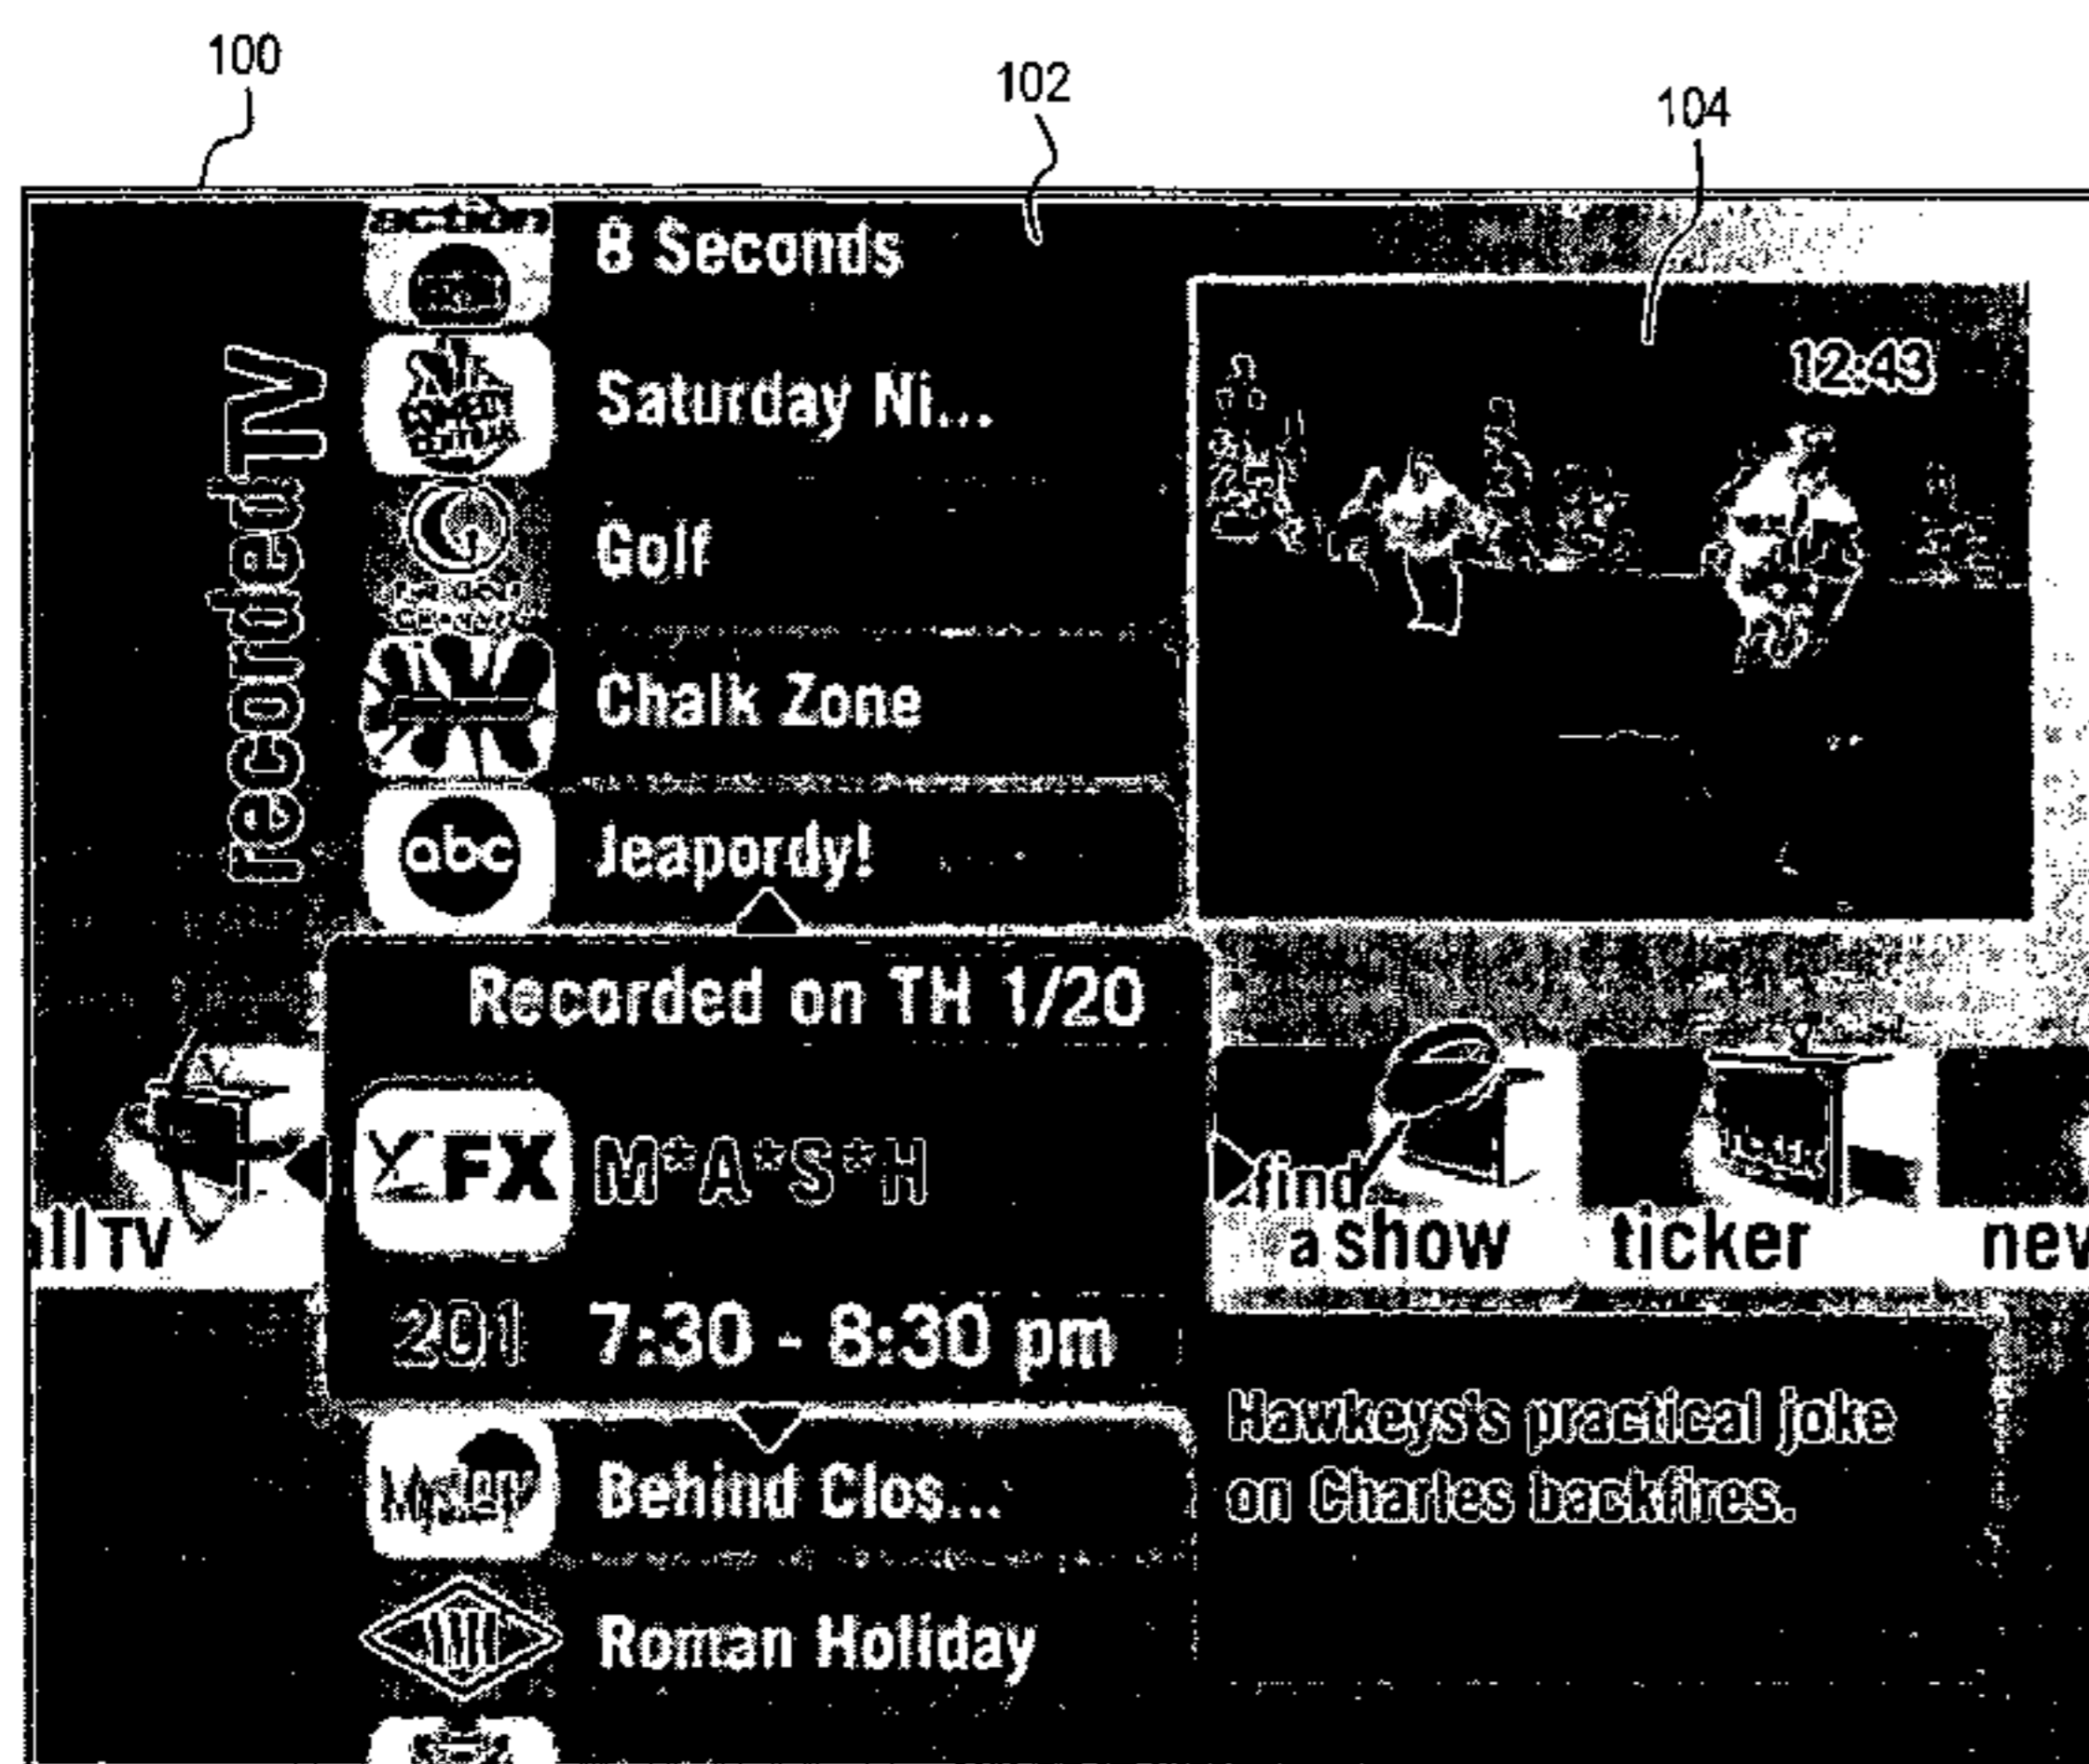 100
102
104
8 Seconds
12:43
Saturday Ni...
recordedTV
Golf
Chalk Zone
abc
Jeapordy!
Recorded on TH 1/20
FX
M*A*S*H
find
a show
ticker
all TV
201
7:30 - 8:30 pm
Hawkeys's practical joke
on Charles backfires.
Mystery
Behind Clos...
Roman Holiday